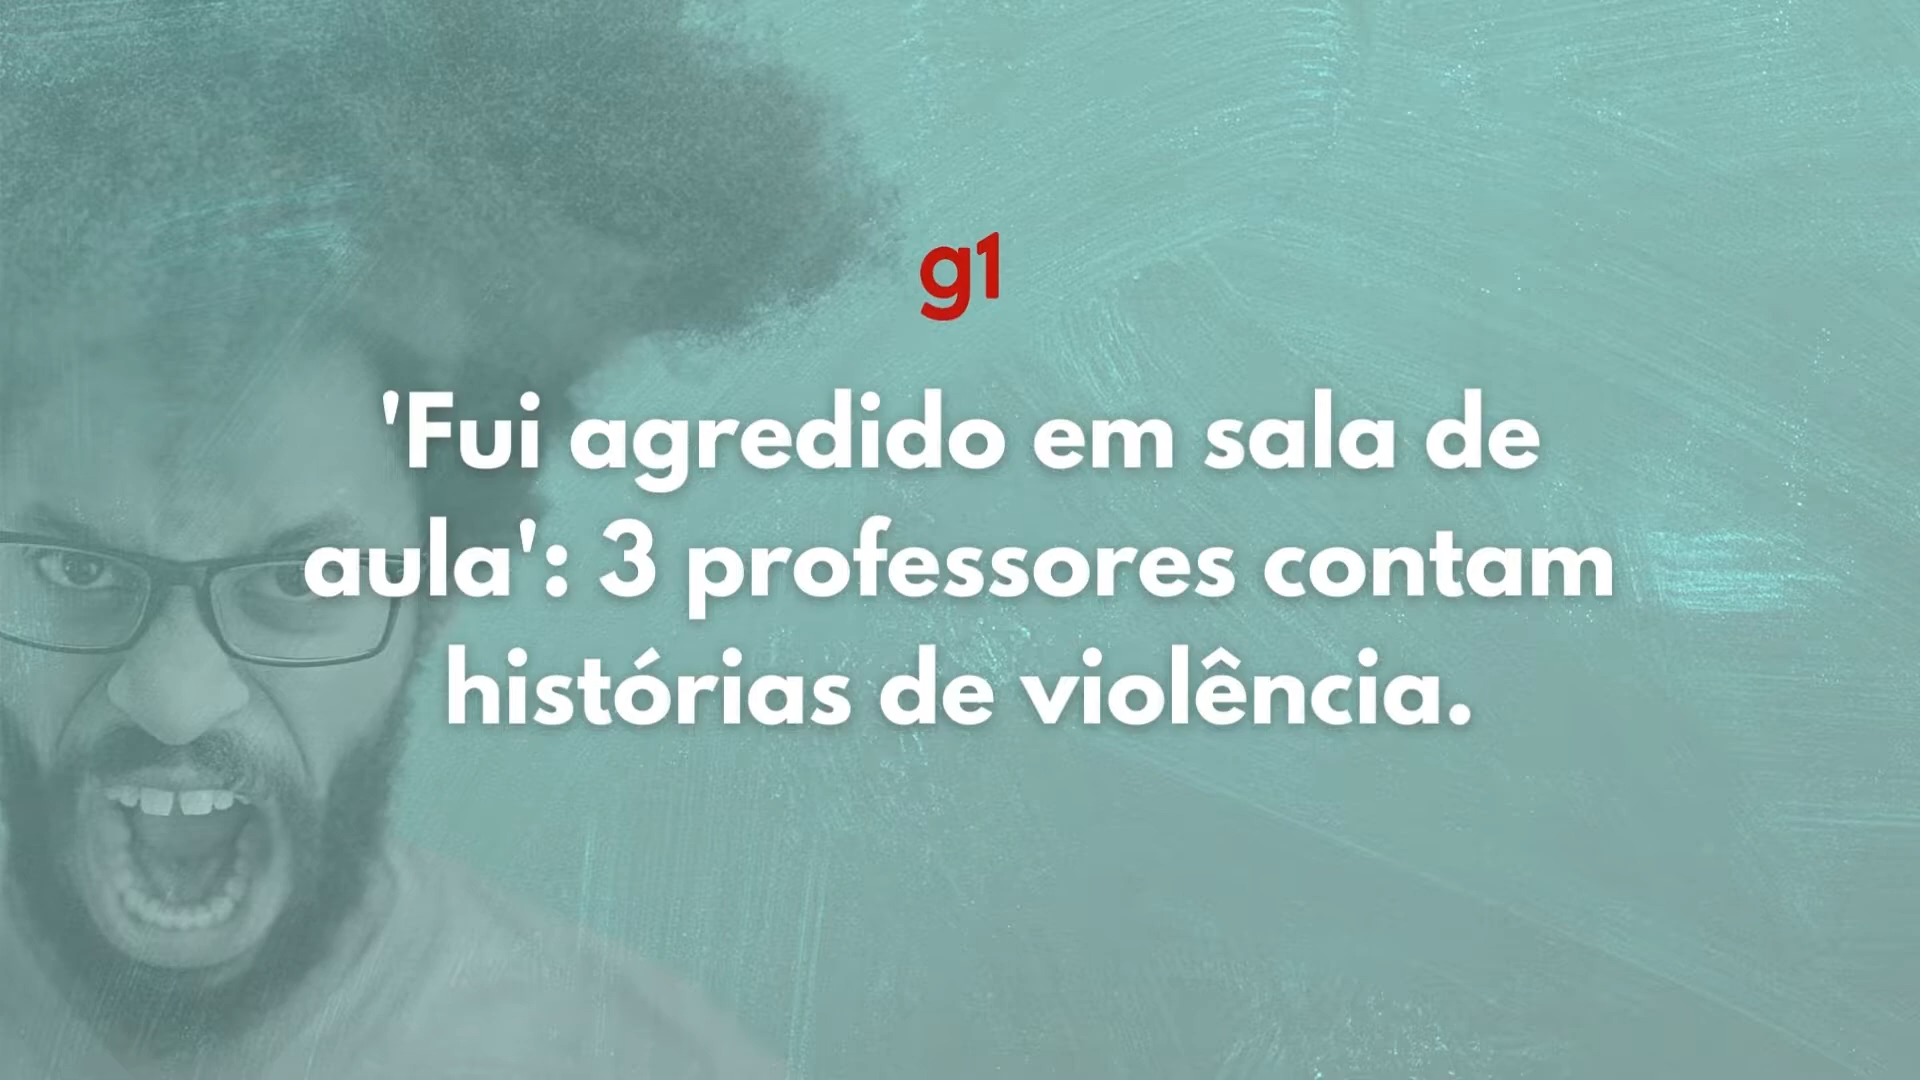 g1
'Fui agredido em sala de
aula': 3 professores contam
histórias de violência.